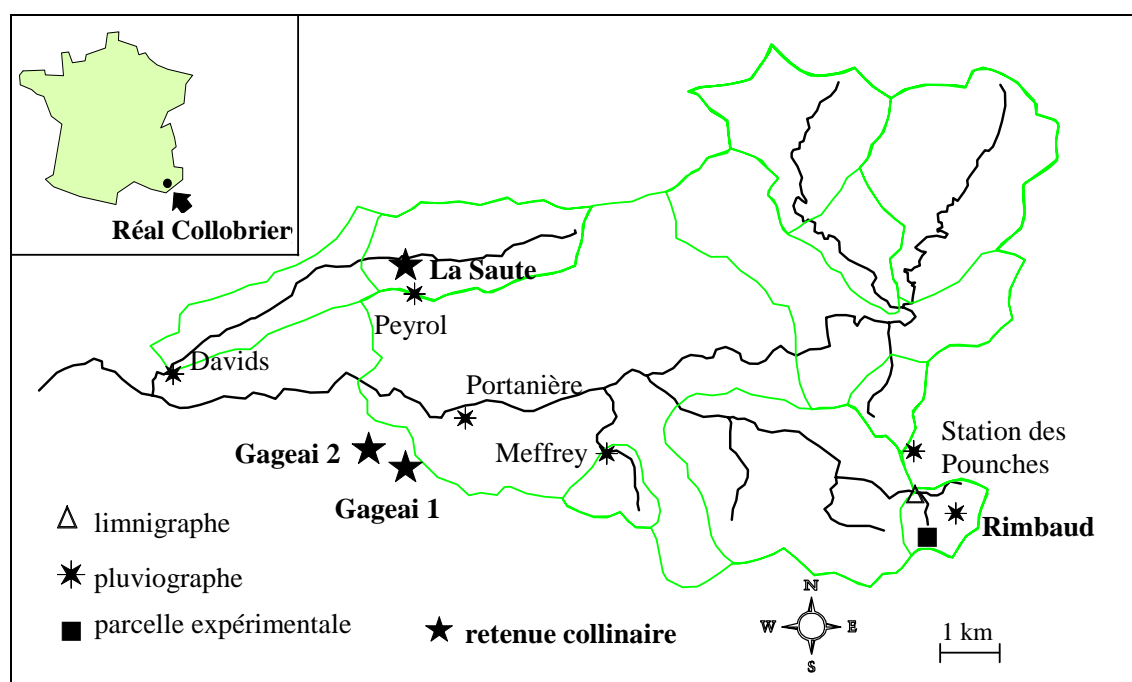 Réal Collobrier
La Saute
Peyrol
Davids
Portanière
Gageai 2
Meffrey
Station des
Pounches
Gageai 1
Rimbaud
limnigraphe
pluviographe
parcelle expérimentale
retenue collinaire
N
W
E
S
1 km